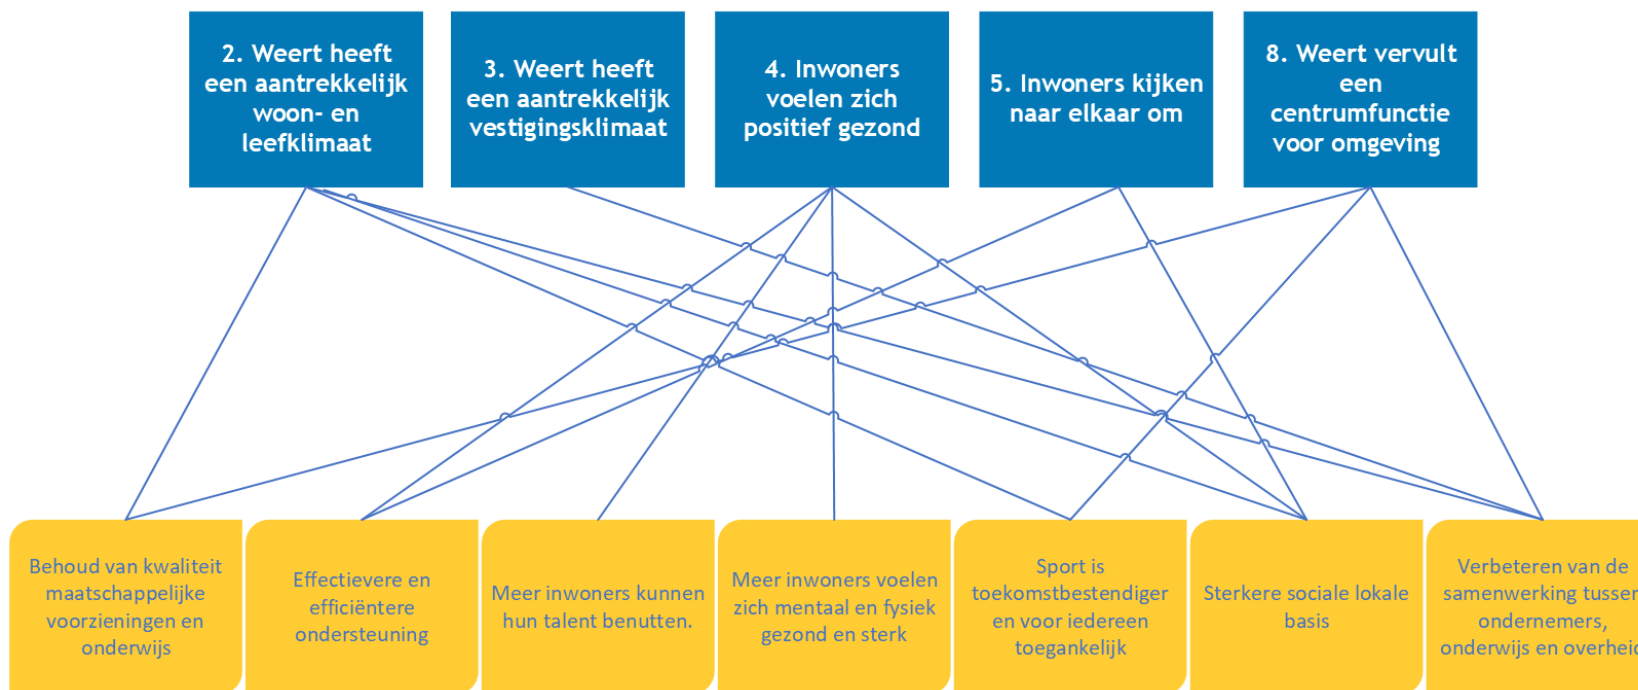 2. Weert heeft
een aantrekkelijk
woon- en
leefklimaat
3. Weert heeft
een aantrekkelijk
vestigingsklimaat
4. Inwoners
voelen zich
positief gezond
5. Inwoners kijken
naar elkaar om
8. Weert vervult
een
centrumfunctie
voor omgeving
Behoud van kwaliteit
maatschappelijke
voorzieningen en
onderwijs
Effectievere en
efficiëntere
ondersteuning
Meer inwoners kunnen
hun talent benutten.
Meer inwoners voelen
zich mentaal en fysiek
gezond en sterk
Sport is
toekomstbestendiger
en voor iedereen
toegankelijk
Sterkere sociale lokale
basis
Verbeteren van de
samenwerking tussen
ondernemers,
onderwijs en overheid